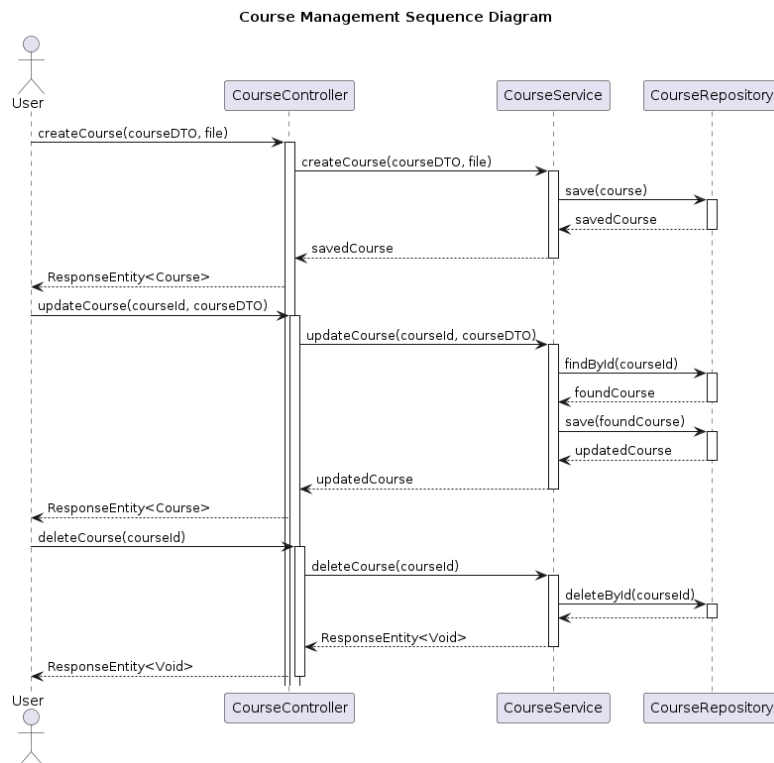 Course Management Sequence Diagram
User
CourseController
CourseService
CourseRepository
createCourse(courseDTO, file)
createCourse(courseDTO, file)
save(course)
savedCourse
savedCourse
ResponseEntity<Course>
updateCourse(courseId, courseDTO)
updateCourse(courseId, courseDTO)
findById(courseId)
foundCourse
save(foundCourse)
updatedCourse
updatedCourse
ResponseEntity<Course>
deleteCourse(courseId)
deleteCourse(courseId)
deleteById(courseId)
ResponseEntity<Void>
ResponseEntity<Void>
User
CourseController
CourseService
CourseRepository